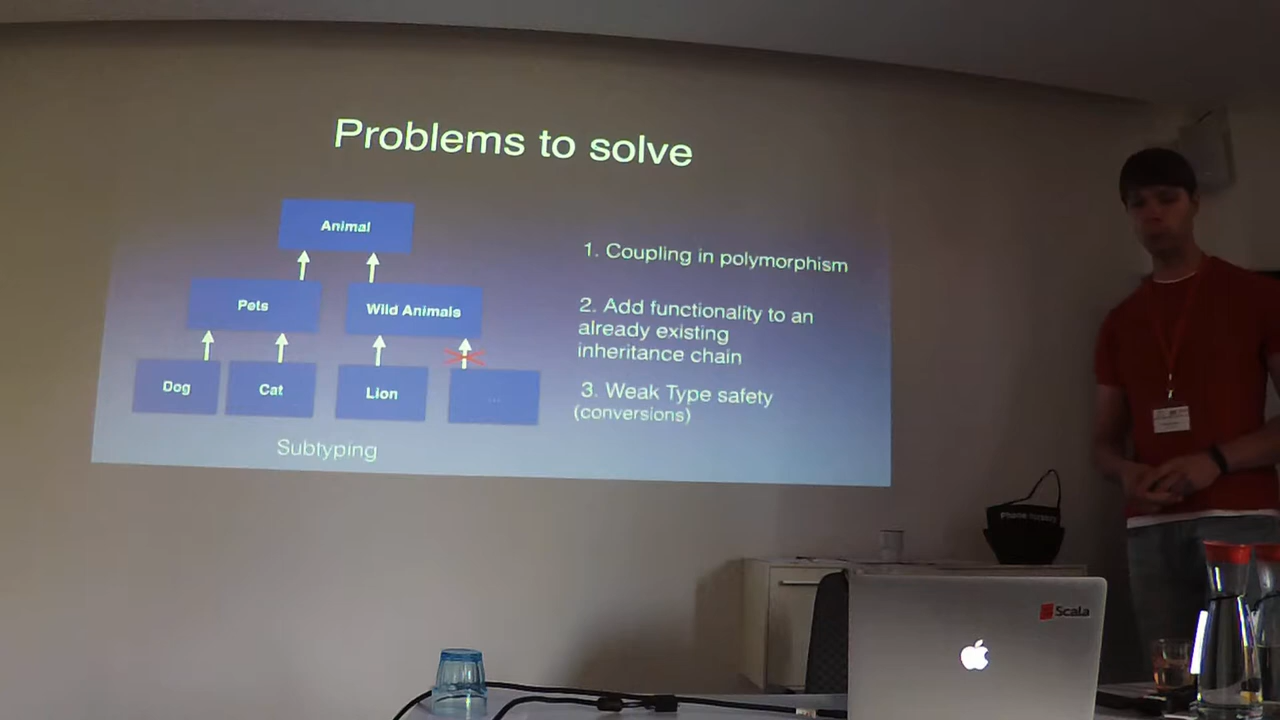 Problems to solve
Animal
Pets
Wild Animals
Dog
Cat
Lion
...
Subtyping
1. Coupling in polymorphism
2. Add functionality to an
already existing
inheritance chain
3. Weak Type safety
(conversions)
Phone
Scala